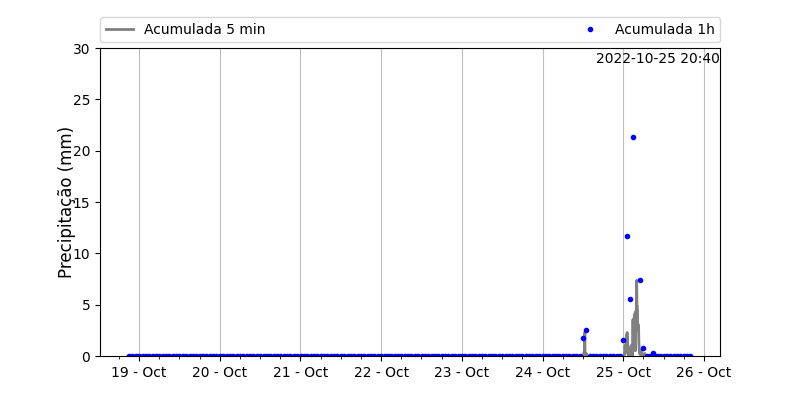 Acumulada 5 min
Acumulada 1h
2022-10-25 20:40
Precipitação (mm)
30
25
20
15
10
5
0
19 - Oct
20 - Oct
21 - Oct
22 - Oct
23 - Oct
24 - Oct
25 - Oct
26 - Oct